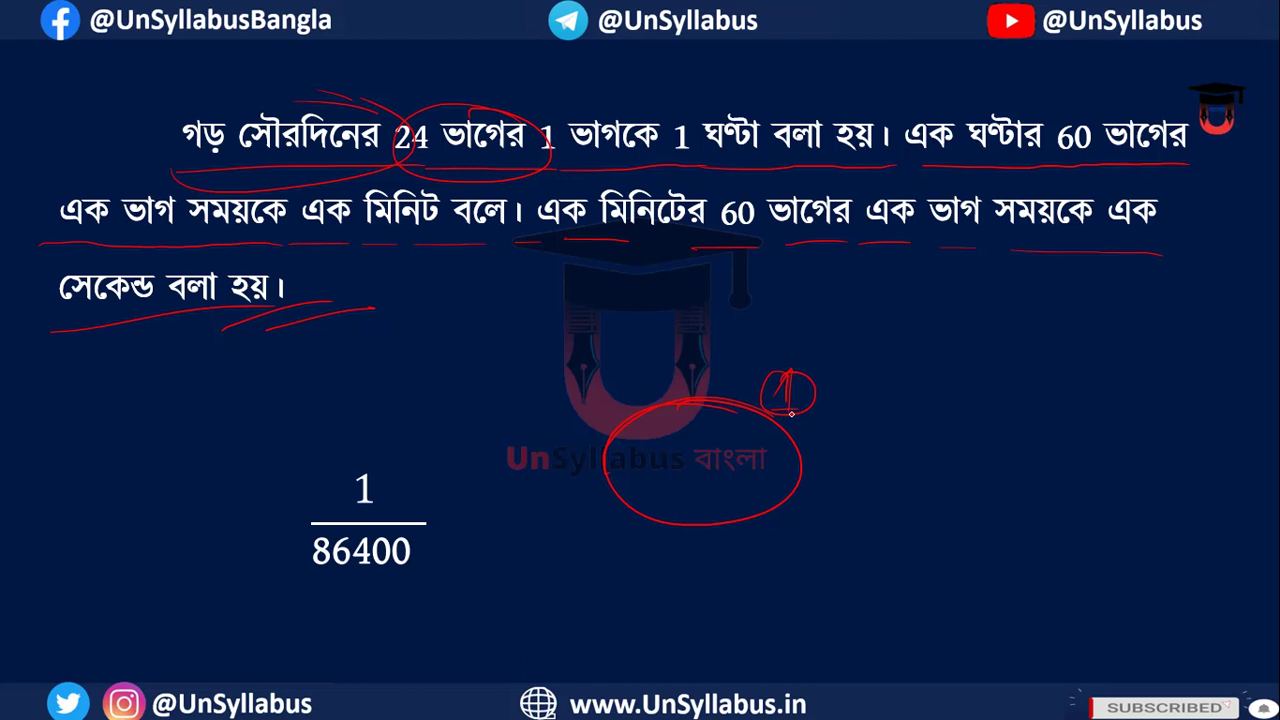 @UnSyllabusBangla @UnSyllabus @UnSyllabus
গড় সৌরদিনের 24 ভাগের 1 ভাগকে 1 ঘণ্টা বলা হয়। এক ঘণ্টার 60 ভাগের
এক ভাগ সময়কে এক মিনিট বলে। এক মিনিটের 60 ভাগের এক ভাগ সময়কে এক
সেকেন্ড বলা হয়।
1
UnSyllabus বাংলা
1
86400
@UnSyllabus www.UnSyllabus.in SUBSCRIBED